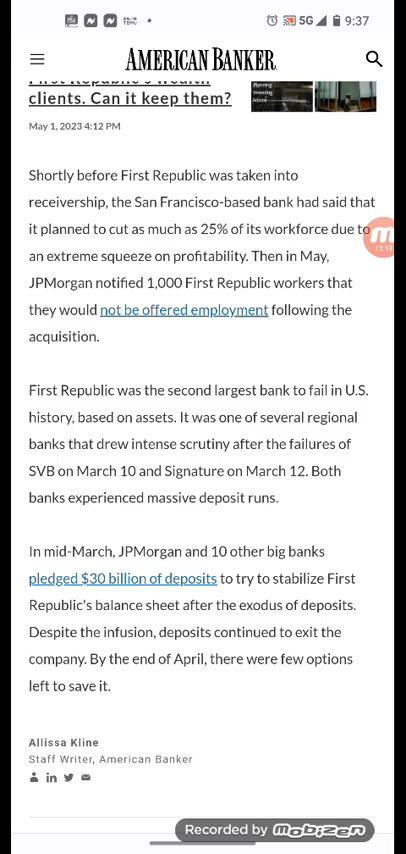 5G 9:37
AMERICAN BANKER
clients. Can it keep them?
Planning
Investing
Advice
May 1, 2023 4:12 PM
Shortly before First Republic was taken into
receivership, the San Francisco-based bank had said that
it planned to cut as much as 25% of its workforce due to
an extreme squeeze on profitability. Then in May,
JPMorgan notified 1,000 First Republic workers that
they would not be offered employment following the
acquisition.
11:15
First Republic was the second largest bank to fail in U.S.
history, based on assets. It was one of several regional
banks that drew intense scrutiny after the failures of
SVB on March 10 and Signature on March 12. Both
banks experienced massive deposit runs.
In mid-March, JPMorgan and 10 other big banks
pledged $30 billion of deposits to try to stabilize First
Republic's balance sheet after the exodus of deposits.
Despite the infusion, deposits continued to exit the
company. By the end of April, there were few options
left to save it.
Allissa Kline
Staff Writer, American Banker
Recorded by mobizen